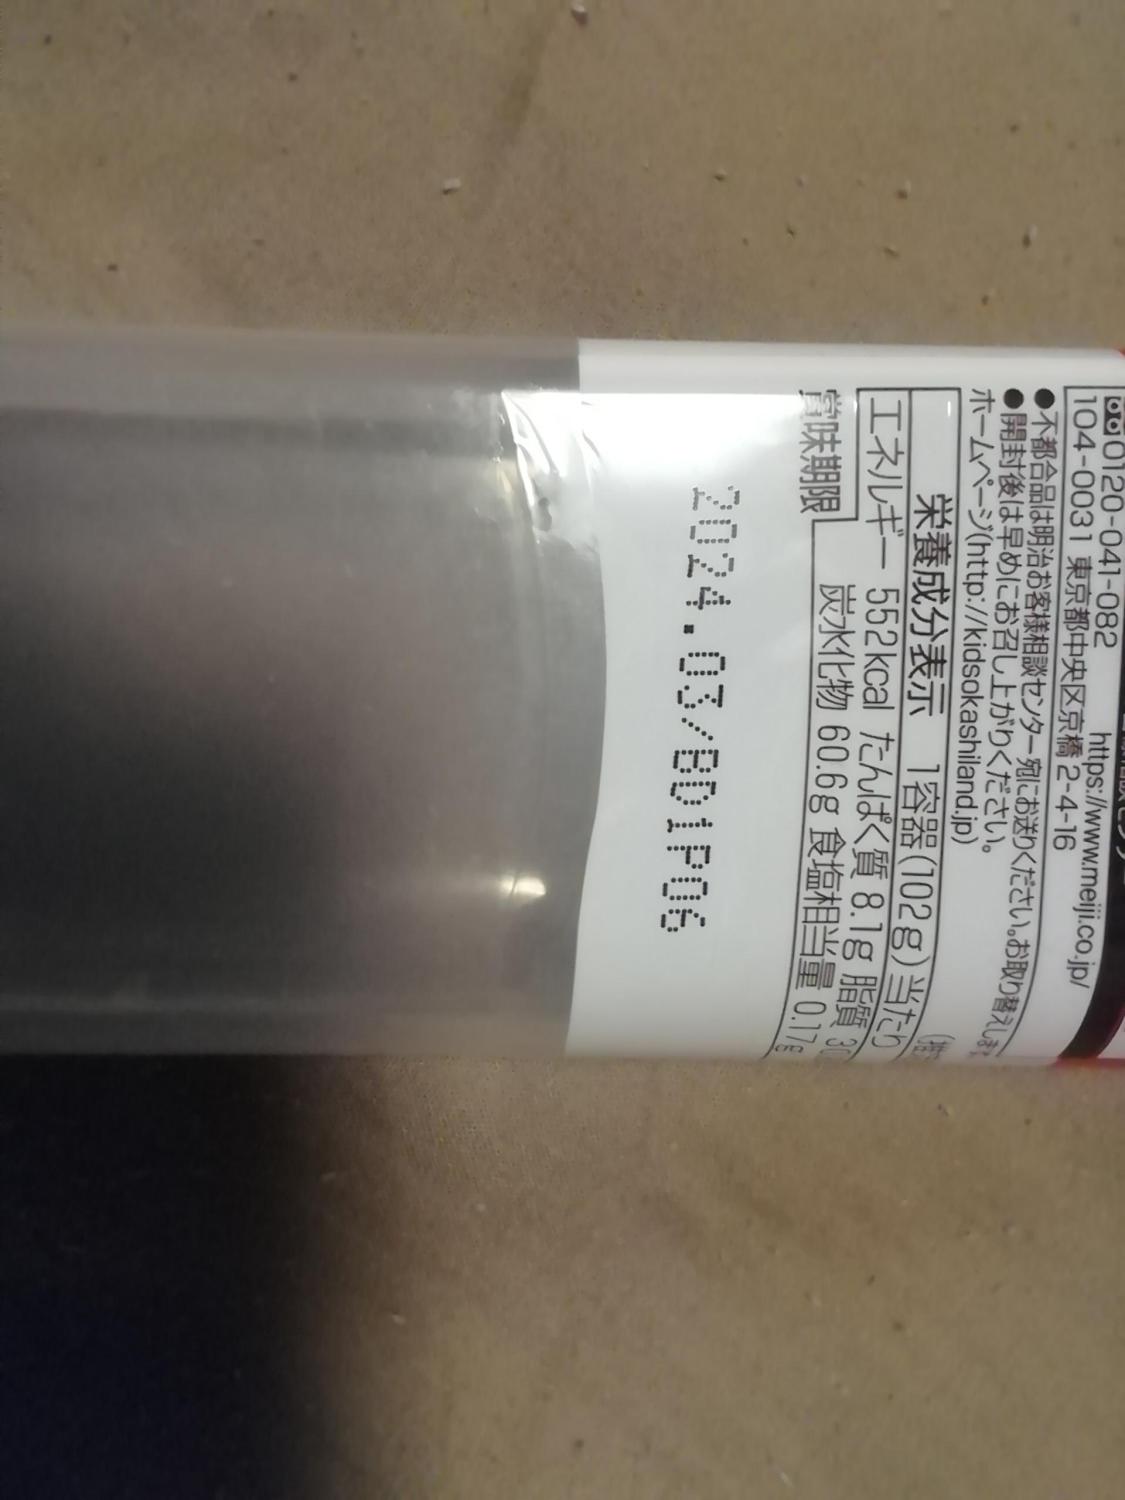 0120-041-082 https://www.meiji.co.jp/
104-0031 東京都中央区京橋 2-4-16
●不都合品は明治お客様相談センター宛にお送りください。お取り替えします
●開封後は早めにお召し上がりください。
ホームページ(http://kidsokashiland.jp)
栄養成分表示 1容器(102g)当たり
エネルギー 552kcal たんぱく質 8.1g 脂質
炭水化物 60.6g 食塩相当量 0.17g
賞味期限
2024.03/BD1P06